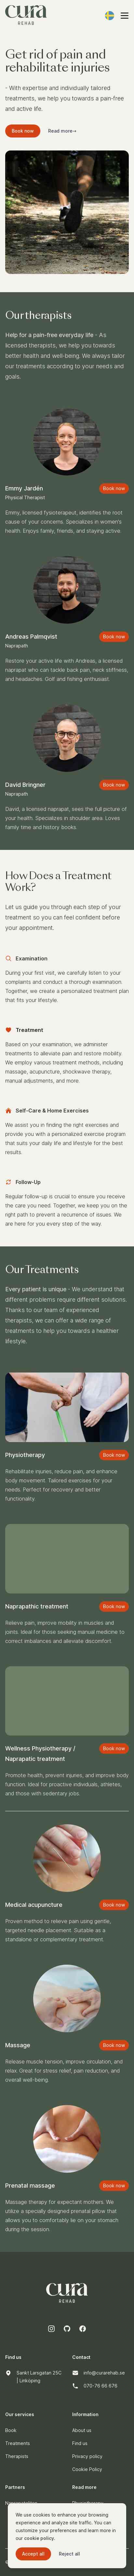 cura
REHAB
Get rid of pain and
rehabilitate injuries
- With expertise and individually tailored
treatments, we help you towards a pain-free
and active life.
Book now
Read more→
Our therapists
Help for a pain-free everyday life - As
licensed therapists, we help you towards
better health and well-being. We always tailor
our treatments according to your needs and
goals.
Emmy Jardén
Book now
Physical Therapist
Emmy, licensed fysioterapeut, identifies the root
cause of your concerns. Specializes in women's
health. Enjoys family, friends, and staying active.
Andreas Palmqvist
Book now
Naprapath
Restore your active life with Andreas, a licensed
naprapat who can tackle back pain, neck stiffness,
and headaches. Golf and fishing enthusiast.
David Bringner
Book now
Naprapath
David, a licensed naprapat, sees the full picture of
your health. Specializes in shoulder issues. Loves
family time and history books.
How Does a Treatment
Work?
Let us guide you through each step of your
treatment so you can feel confident before
your appointment.
Examination
During your first visit, we carefully listen to your
complaints and conduct a thorough examination.
Together, we create a personalized treatment plan
that fits your lifestyle.
Treatment
Based on your examination, we administer
treatments to alleviate pain and restore mobility.
We employ various treatment methods, including
massage, acupuncture, shockwave therapy,
manual adjustments, and more.
Self-Care & Home Exercises
We assist you in finding the right exercises and
provide you with a personalized exercise program
that suits your daily life and lifestyle for the best
results.
Follow-Up
Regular follow-up is crucial to ensure you receive
the care you need. Together, we keep you on the
right path to prevent a recurrence of issues. We
are here for you every step of the way.
Our Treatments
Every patient is unique - We understand that
different problems require different solutions.
Thanks to our team of experienced
therapists, we can offer a wide range of
treatments to help you towards a healthier
lifestyle.
Physiotherapy
Book now
Rehabilitate injuries, reduce pain, and enhance
body movement. Tailored exercises for your
needs. Perfect for recovery and better
functionality.
Naprapathic treatment
Book now
Relieve pain, improve mobility in muscles and
joints. Ideal for those seeking manual medicine to
correct imbalances and alleviate discomfort.
Wellness Physiotherapy /
Naprapatic treatment
Book now
Promote health, prevent injuries, and improve body
function. Ideal for proactive individuals, athletes,
and those with sedentary jobs.
Medical acupuncture
Book now
Proven method to relieve pain using gentle,
targeted needle placement. Suitable as a
standalone or complementary treatment.
Massage
Book now
Release muscle tension, improve circulation, and
relax. Great for stress relief, pain reduction, and
overall well-being.
Prenatal massage
Book now
Massage therapy for expectant mothers. We
utilize a specially designed prenatal pillow that
allows you to comfortably lie on your stomach
during the session.
cura
REHAB
Find us
Contact
Sankt Larsgatan 25C
| Linköping
info@curarehab.se
070-76 66 676
Our services
Information
Book
About us
Treatments
Find us
Therapists
Privacy policy
Cookie Policy
Partners
Read more
We use cookies to enhance your browsing
experience and analyze site traffic. You can
customize your preferences and learn more in
our cookie policy.
Accept all
Reject all